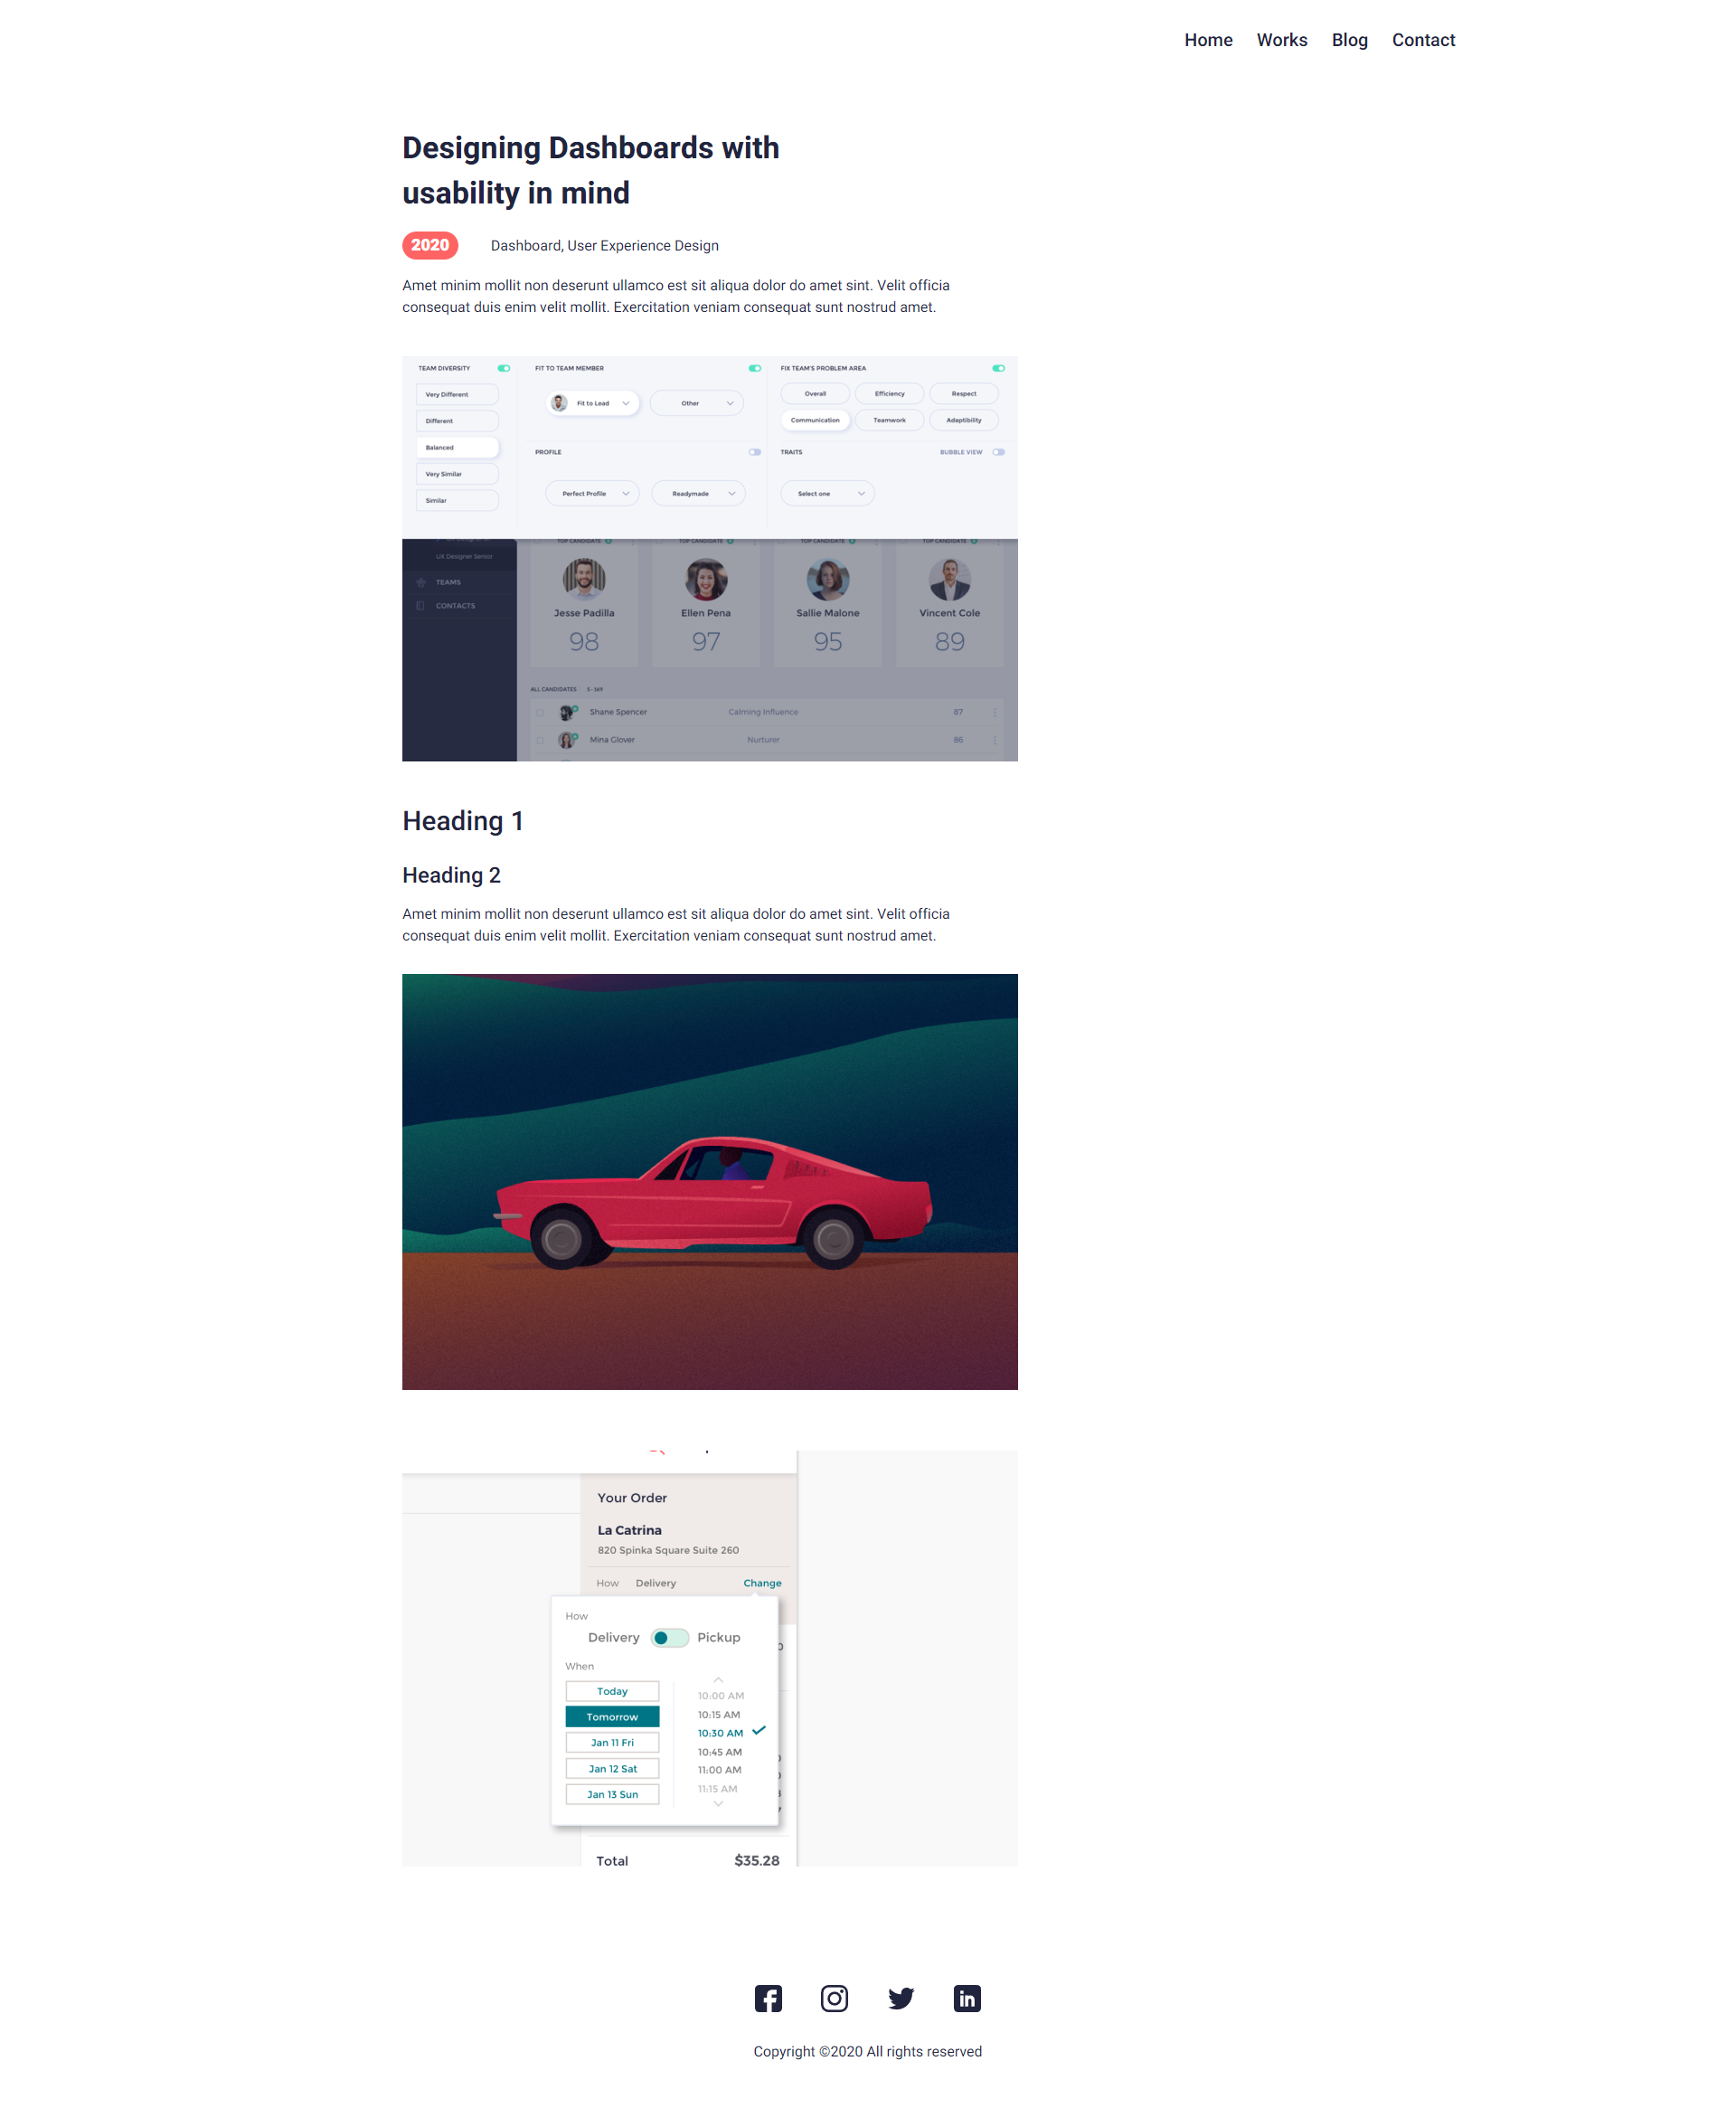 Home Works Blog Contact
Designing Dashboards with
usability in mind
2020 Dashboard, User Experience Design
Amet minim mollit non deserunt ullamco est sit aliqua dolor do amet sint. Velit officia
consequat duis enim velit mollit. Exercitation veniam consequat sunt nostrud amet.
TEAM DIVERSITY
Very Different
Different
Balanced
Very Similar
Similar
FIT TO TEAM MEMBER
Fit to Lead
Other
FIX TEAM'S PROBLEM AREA
Overall Efficiency Respect
Communication Teamwork Adaptibility
PROFILE
Perfect Profile
Readymade
TRAITS BUBBLE VIEW
Select one
UX Designer Senior
TEAMS
CONTACTS
TOP CANDIDATE TOP CANDIDATE TOP CANDIDATE TOP CANDIDATE
Jesse Padilla Ellen Pena Sallie Malone Vincent Cole
98 97 95 89
ALL CANDIDATES 5 - 169
Shane Spencer Calming Influence 87
Mina Glover Nurturer 86
Heading 1
Heading 2
Amet minim mollit non deserunt ullamco est sit aliqua dolor do amet sint. Velit officia
consequat duis enim velit mollit. Exercitation veniam consequat sunt nostrud amet.
Your Order
La Catrina
820 Spinka Square Suite 260
How Delivery Change
How
Delivery Pickup
When
Today
Tomorrow
Jan 11 Fri
Jan 12 Sat
Jan 13 Sun
10:00 AM
10:15 AM
10:30 AM
10:45 AM
11:00 AM
11:15 AM
Total $35.28
Copyright ©2020 All rights reserved